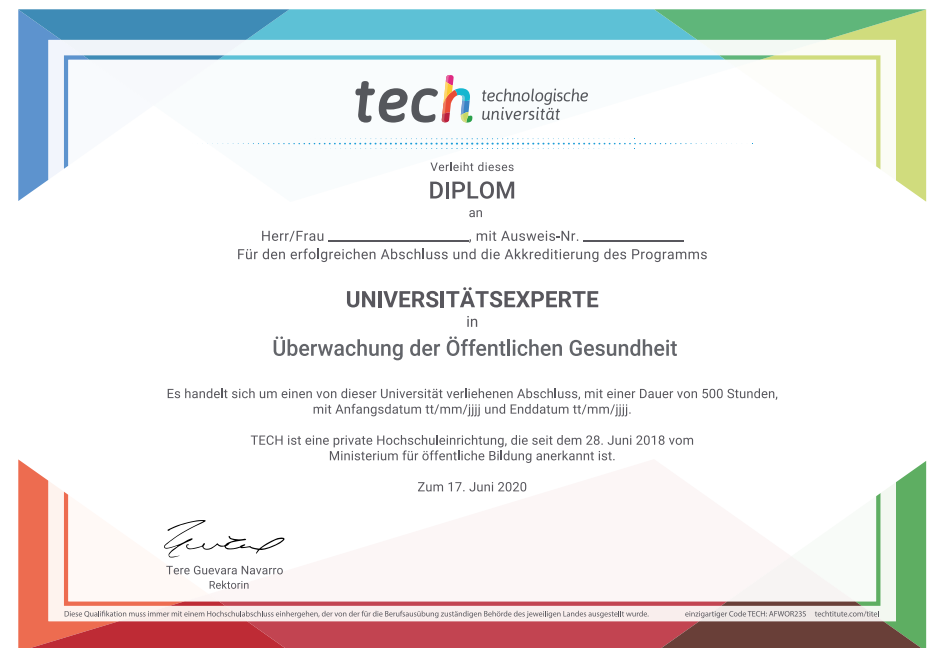 tech technologische
universität
Verleiht dieses
DIPLOM
an
Herr/Frau ____________________, mit Ausweis-Nr. ______________
Für den erfolgreichen Abschluss und die Akkreditierung des Programms
UNIVERSITÄTSEXPERTE
in
Überwachung der Öffentlichen Gesundheit
Es handelt sich um einen von dieser Universität verliehenen Abschluss, mit einer Dauer von 500 Stunden,
mit Anfangsdatum tt/mm/jjjj und Enddatum tt/mm/jjjj.
TECH ist eine private Hochschuleinrichtung, die seit dem 28. Juni 2018 vom
Ministerium für öffentliche Bildung anerkannt ist.
Zum 17. Juni 2020
Tere Guevara Navarro
Rektorin
Diese Qualifikation muss immer mit einem Hochschulabschluss einhergehen, der von der für die Berufsausübung zuständigen Behörde des jeweiligen Landes ausgestellt wurde. einzigartiger Code TECH: AFWOR23S techtitute.com/titel